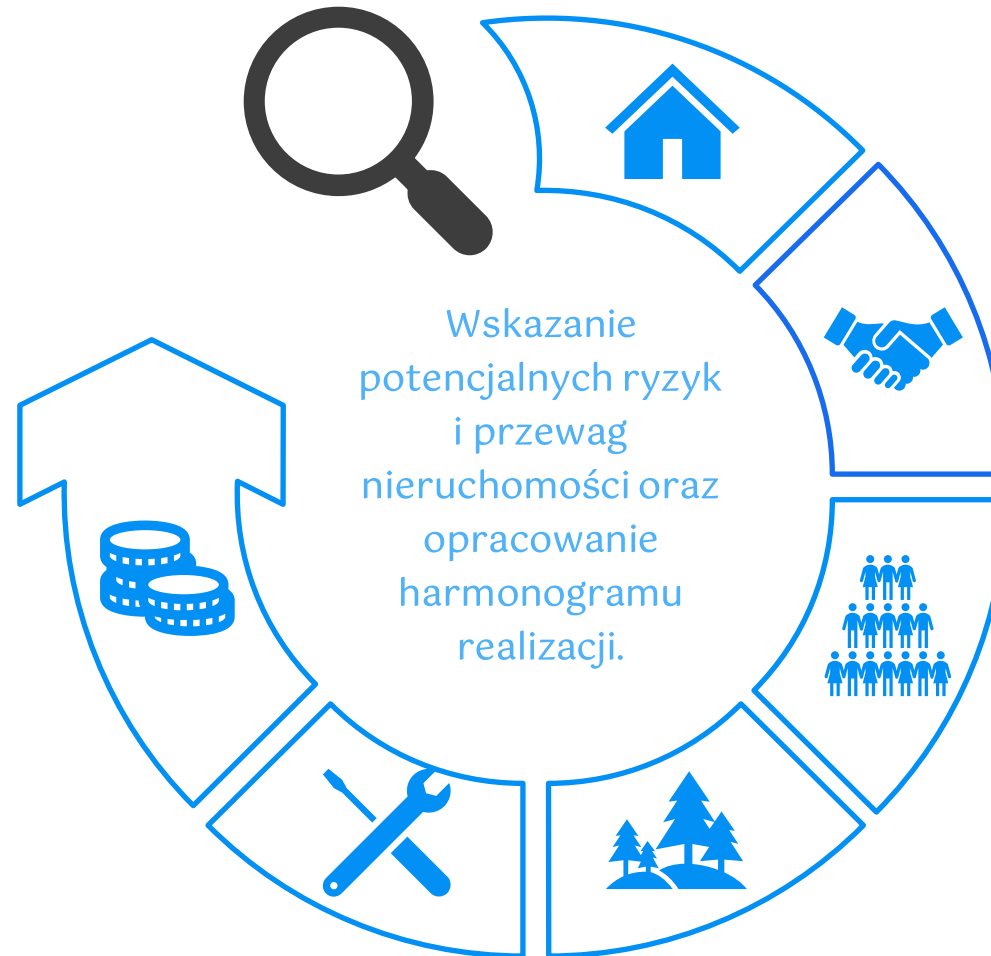 Wskazanie
potencjalnych ryzyk
i przewag
nieruchomości oraz
opracowanie
harmonogramu
realizacji.